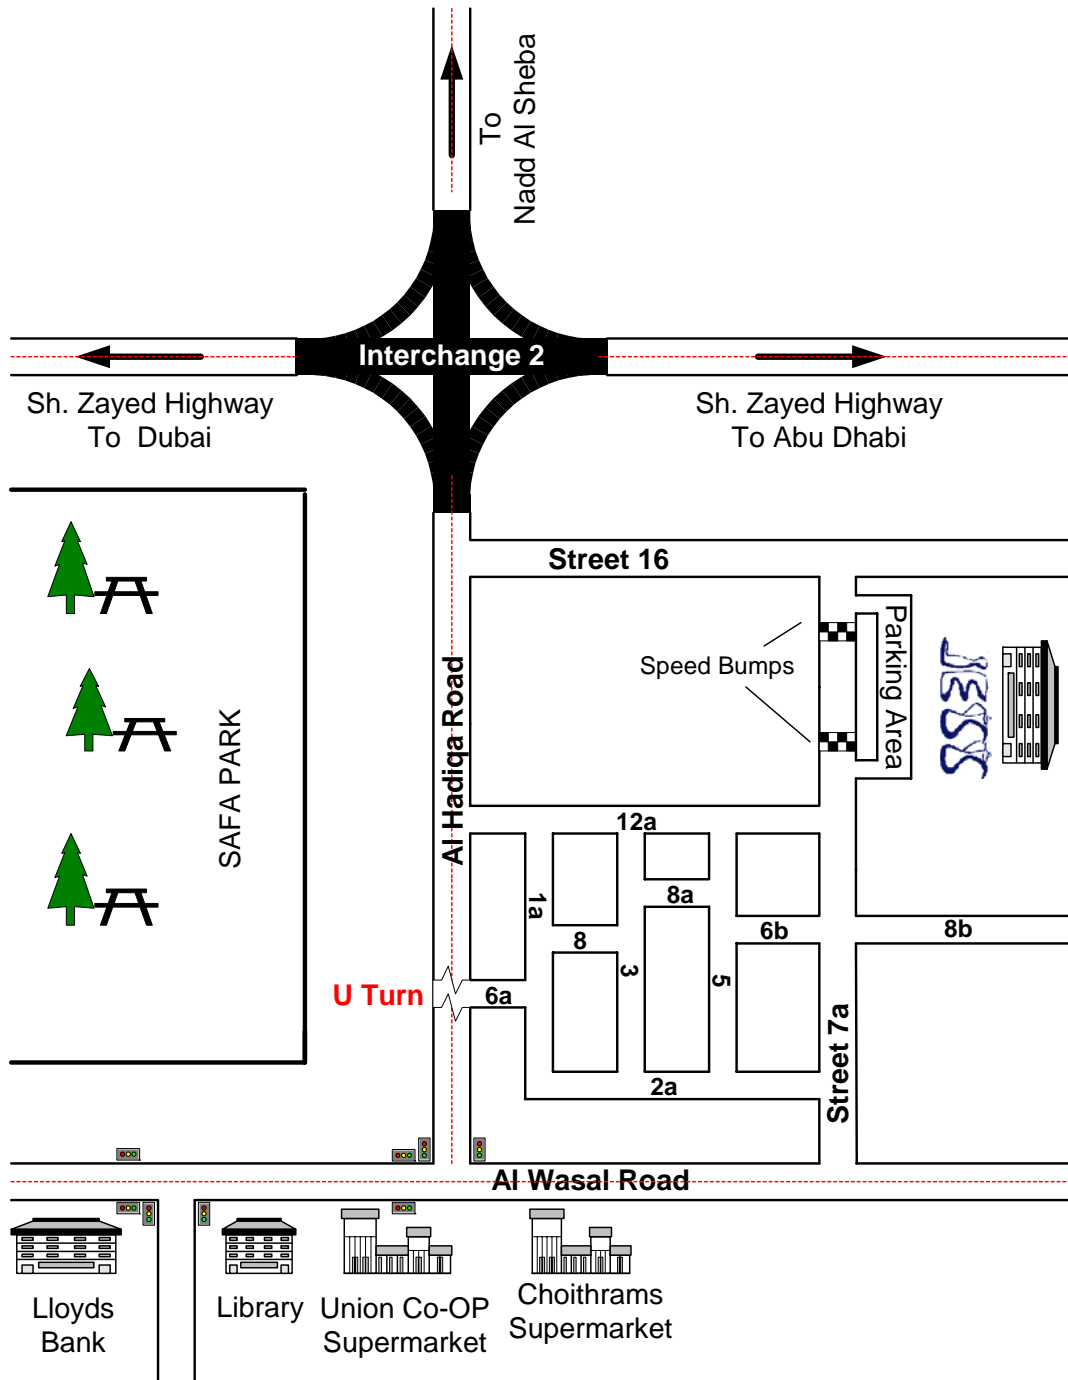 To
Nadd Al Sheba
Interchange 2
Sh. Zayed Highway
To Dubai
Sh. Zayed Highway
To Abu Dhabi
Street 16
Speed Bumps
Parking Area
JESS
Al Hadiqa Road
SAFA PARK
12a
1a
8a
8
3
5
6b
8b
U Turn
6a
2a
Street 7a
Al Wasal Road
Lloyds
Bank
Library
Union Co-OP
Supermarket
Choithrams
Supermarket